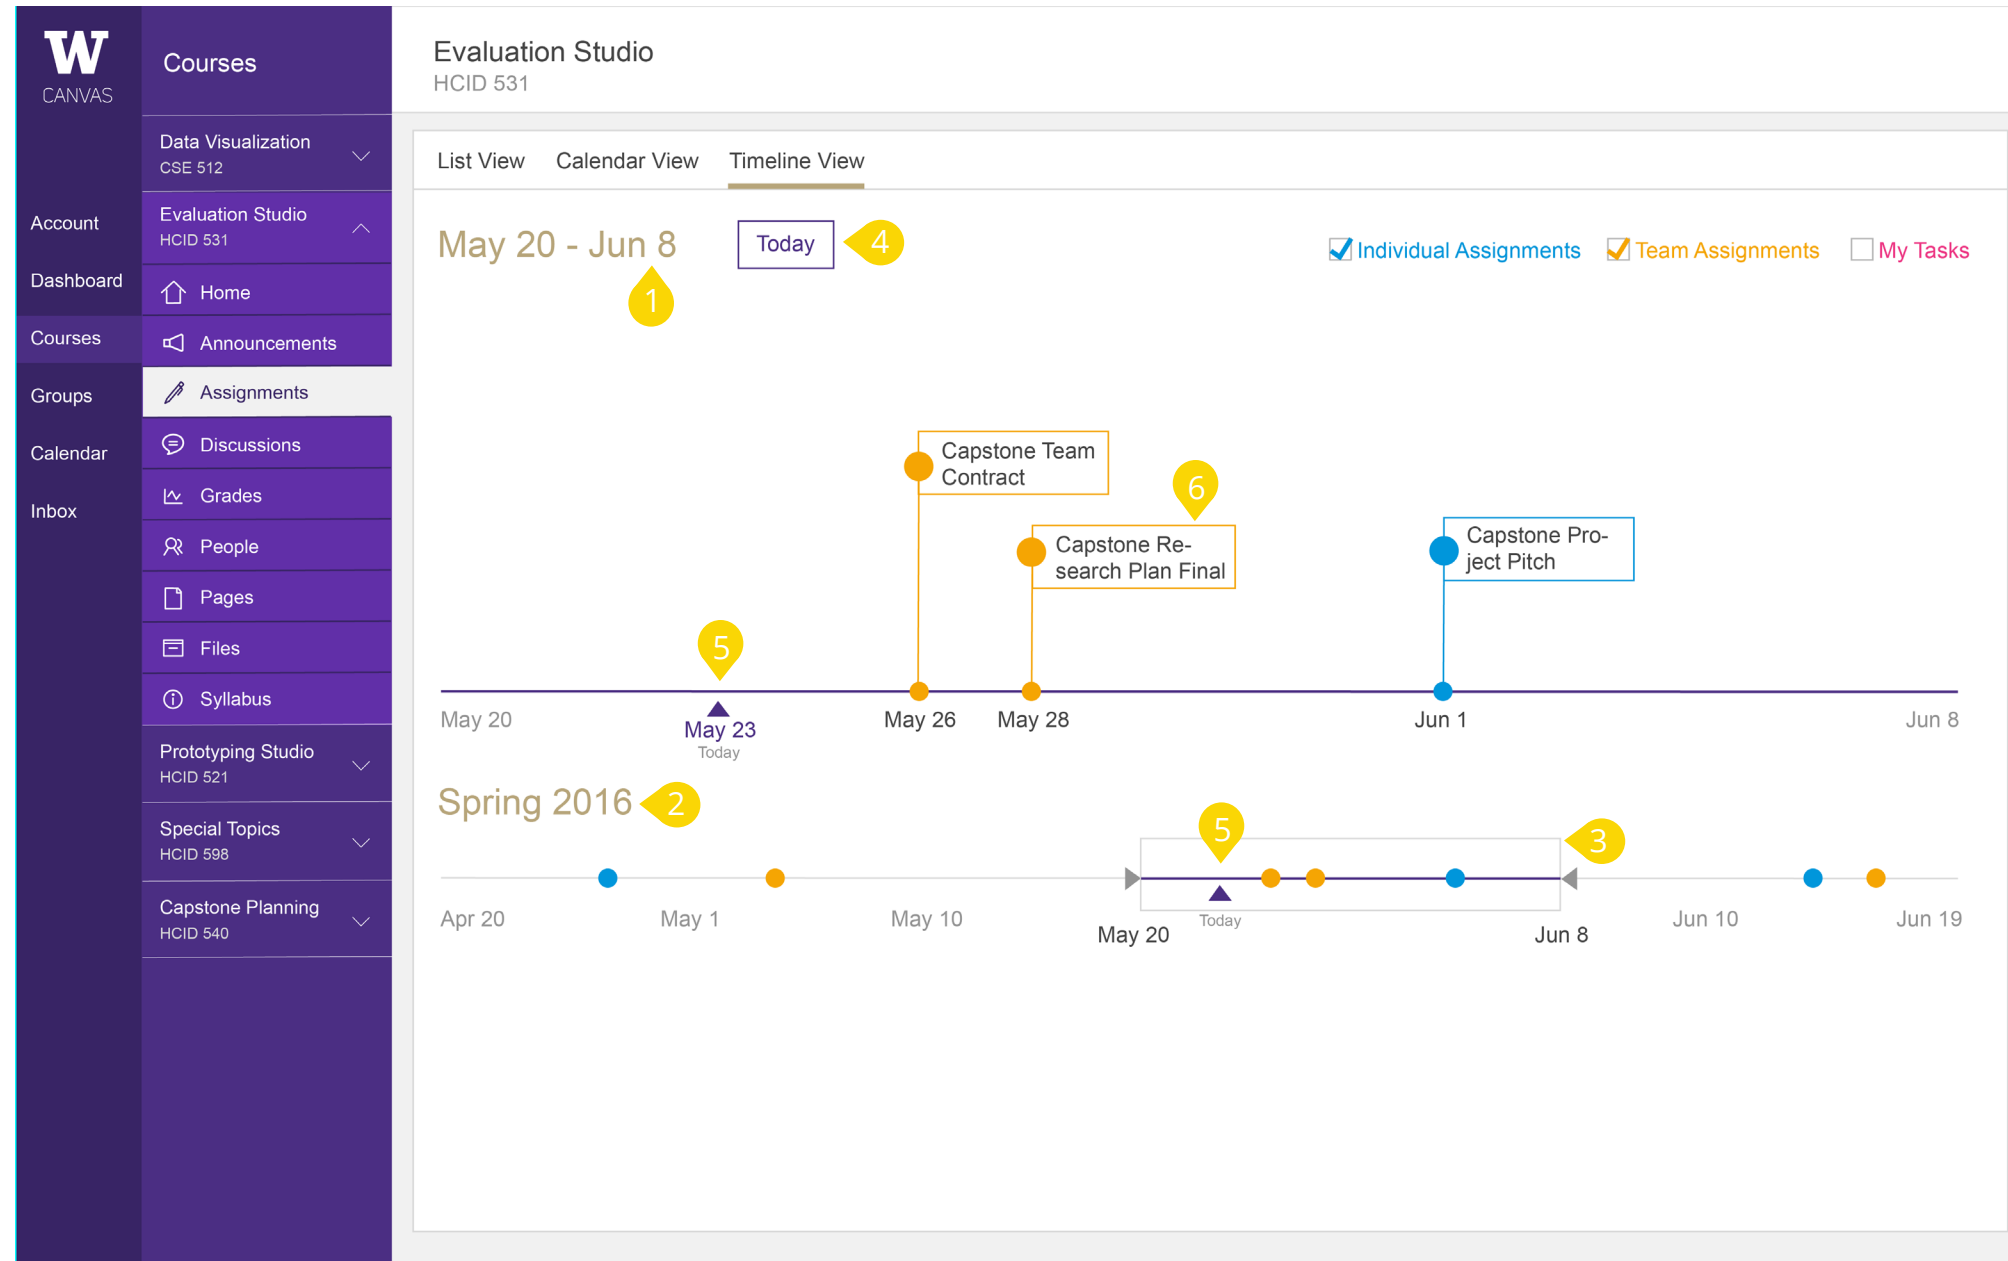 W
CANVAS
Account
Dashboard
Courses
Groups
Calendar
Inbox
Courses
Data Visualization
CSE 512
Evaluation Studio
HCID 531
Home
Announcements
Assignments
Discussions
Grades
People
Pages
Files
Syllabus
Prototyping Studio
HCID 521
Special Topics
HCID 598
Capstone Planning
HCID 540
Evaluation Studio
HCID 531
List View Calendar View Timeline View
May 20 - Jun 8 Today 4 Individual Assignments Team Assignments My Tasks
1
Capstone Team
Contract
6
Capstone Re-
search Plan Final
Capstone Pro-
ject Pitch
5
May 20 May 23 May 26 May 28 Jun 1 Jun 8
Today
Spring 2016 2
5 3
Apr 20 May 1 May 10 Today Jun 10 Jun 19
May 20 Jun 8